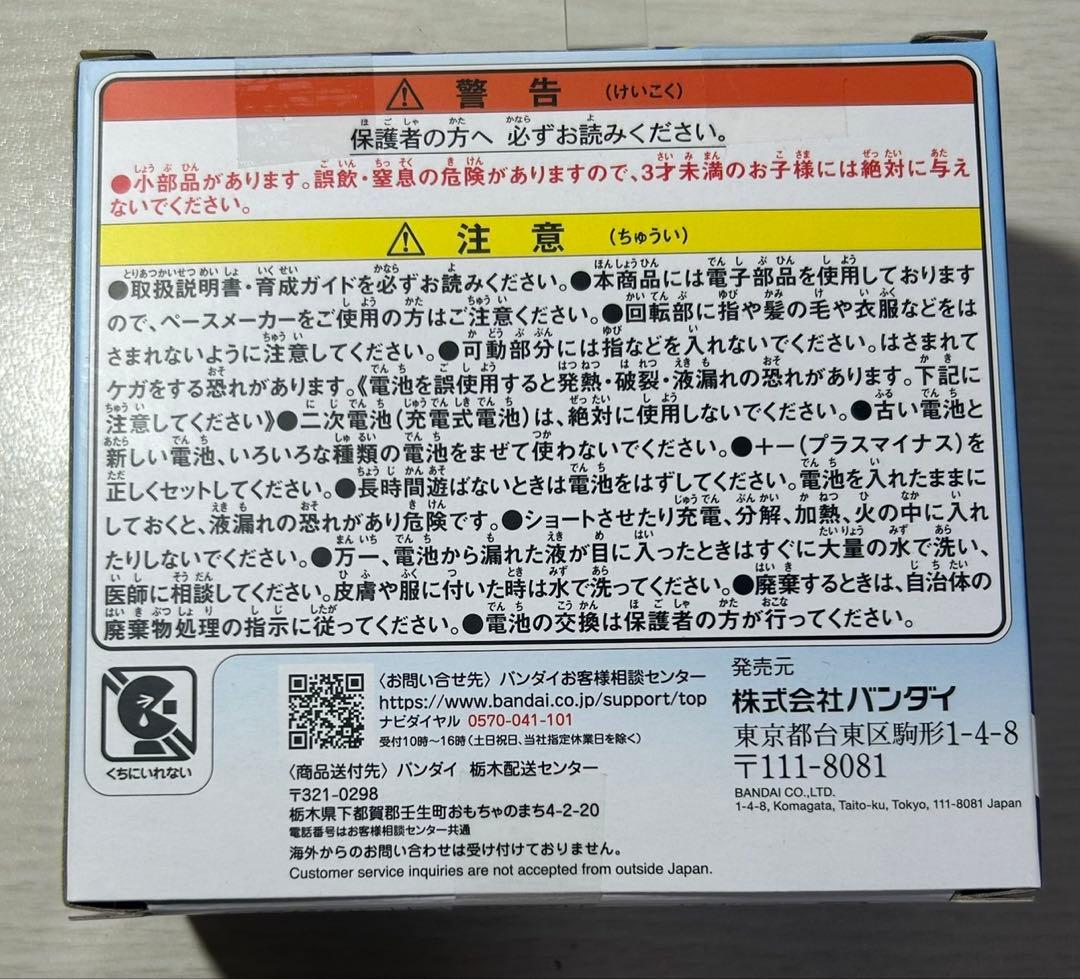 ⚠ 警告 (けいこく)
保護者の方へ 必ずお読みください。
●小部品があります。誤飲・窒息の危険がありますので、3才未満のお子様には絶対に与え
ないでください。
⚠ 注意 (ちゅうい)
●取扱説明書・育成ガイドを必ずお読みください。●本商品には電子部品を使用しております
ので、ペースメーカーをご使用の方はご注意ください。●回転部に指や髪の毛や衣服などをは
さまれないように注意してください。●可動部分には指などを入れないでください。はさまれて
ケガをする恐れがあります。《電池を誤使用すると発熱・破裂・液漏れの恐れがあります。下記に
注意してください》●二次電池(充電式電池)は、絶対に使用しないでください。●古い電池と
新しい電池、いろいろな種類の電池をまぜて使わないでください。●+−(プラスマイナス)を
正しくセットしてください。●長時間遊ばないときは電池をはずしてください。電池を入れたままに
しておくと、液漏れの恐れがあり危険です。●ショートさせたり充電、分解、加熱、火の中に入れ
たりしないでください。●万一、電池から漏れた液が目に入ったときはすぐに大量の水で洗い、
医師に相談してください。皮膚や服に付いた時は水で洗ってください。●廃棄するときは、自治体の
廃棄物処理の指示に従ってください。●電池の交換は保護者の方が行ってください。
くちにいれない
〈お問い合せ先〉バンダイお客様相談センター
https://www.bandai.co.jp/support/top
ナビダイヤル 0570-041-101
受付10時〜16時(土日祝日、当社指定休業日を除く)
〈商品送付先〉バンダイ 栃木配送センター
〒321-0298
栃木県下都賀郡壬生町おもちゃのまち4-2-20
電話番号はお客様相談センター共通
海外からのお問い合わせは受け付けておりません。
Customer service inquiries are not accepted from outside Japan.
発売元
株式会社バンダイ
東京都台東区駒形1-4-8
〒111-8081
BANDAI CO.,LTD.
1-4-8, Komagata, Taito-ku, Tokyo, 111-8081 Japan